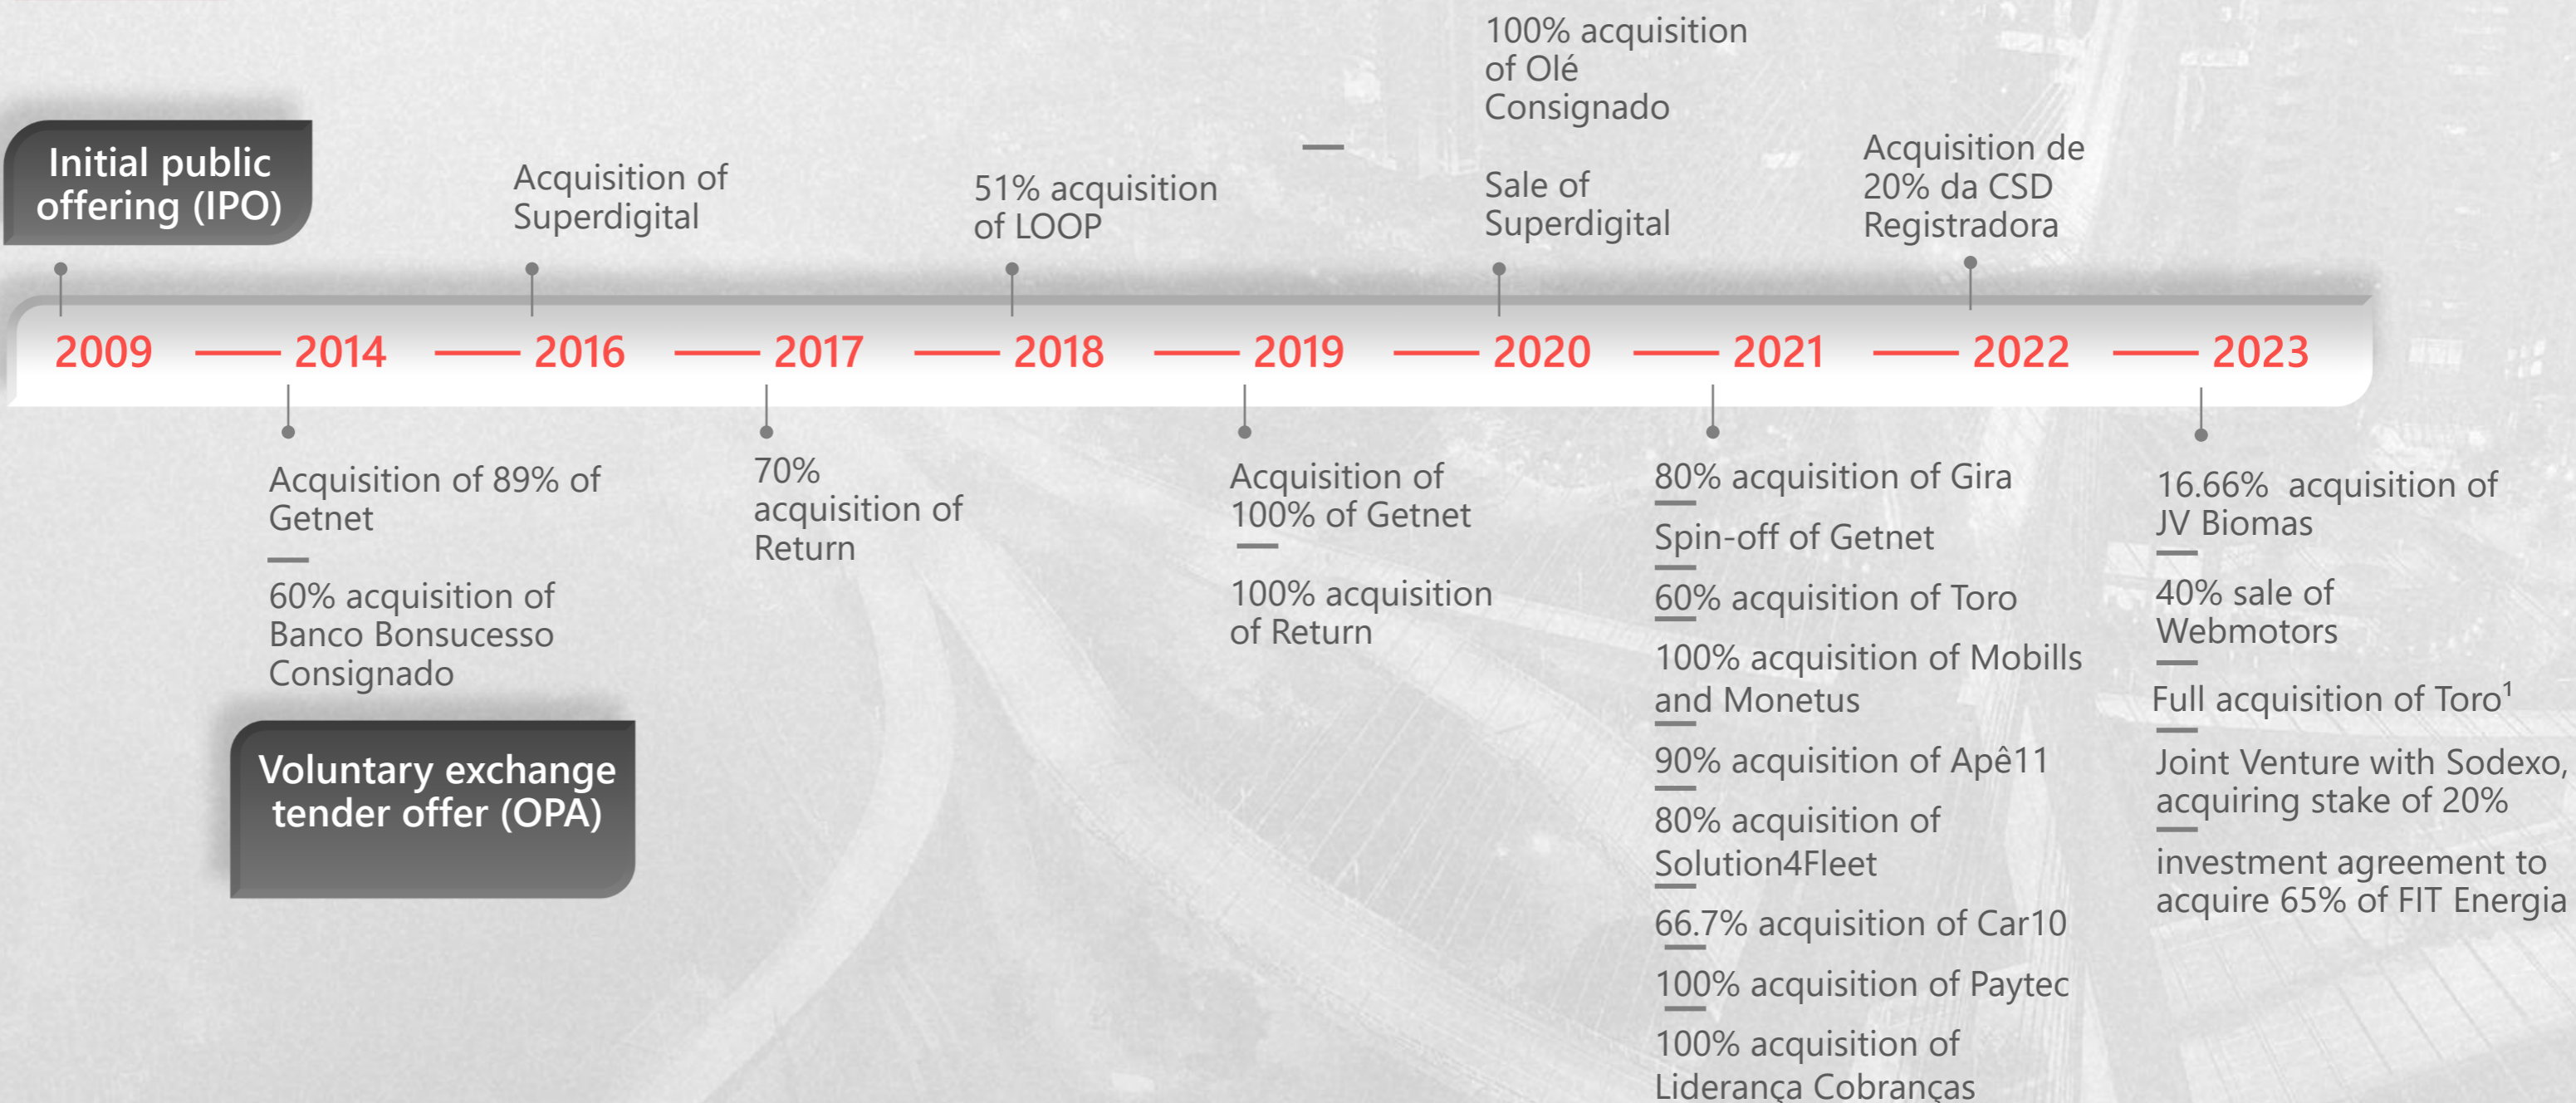 Initial public
offering (IPO)
Acquisition of
Superdigital
51% acquisition
of LOOP
100% acquisition
of Olé
Consignado
Sale of
Superdigital
Acquisition de
20% da CSD
Registradora
2009
2014
2016
2017
2018
2019
2020
2021
2022
2023
Acquisition of 89% of
Getnet
60% acquisition of
Banco Bonsucesso
Consignado
Voluntary exchange
tender offer (OPA)
70%
acquisition of
Return
Acquisition of
100% of Getnet
100% acquisition
of Return
80% acquisition of Gira
Spin-off of Getnet
60% acquisition of Toro
100% acquisition of Mobills
and Monetus
90% acquisition of Apê11
80% acquisition of
Solution4Fleet
66.7% acquisition of Car10
100% acquisition of Paytec
100% acquisition of
Liderança Cobranças
16.66% acquisition of
JV Biomas
40% sale of
Webmotors
Full acquisition of Toro¹
Joint Venture with Sodexo,
acquiring stake of 20%
investment agreement to
acquire 65% of FIT Energia